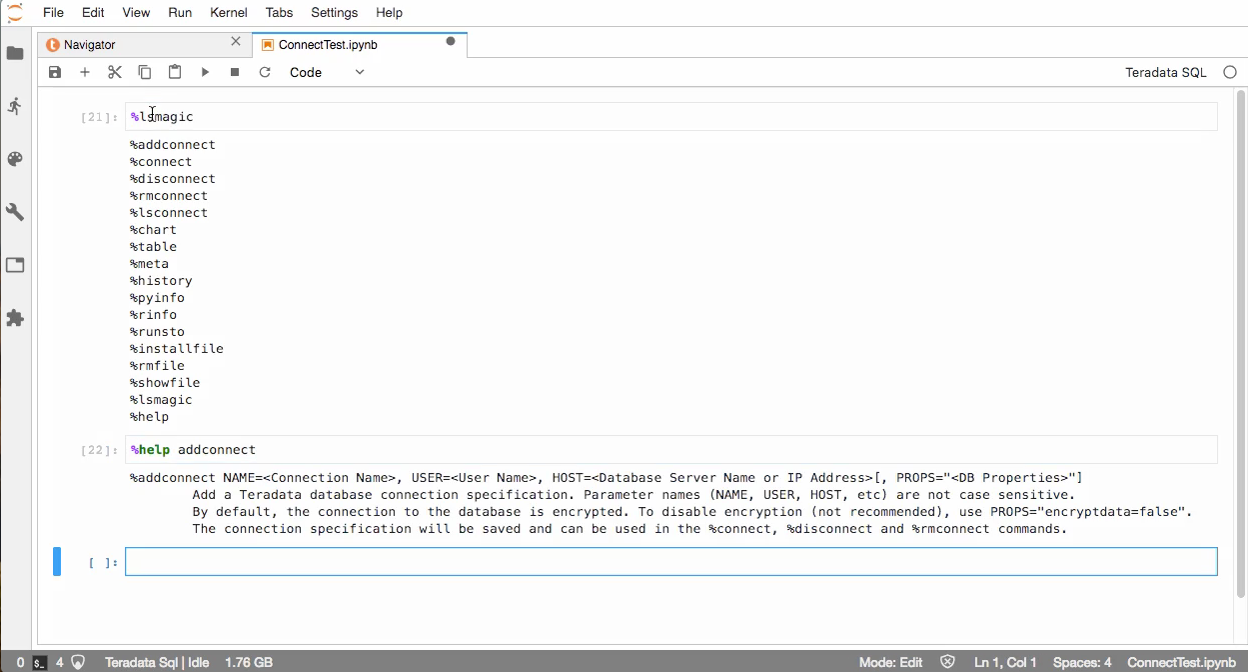 File Edit View Run Kernel Tabs Settings Help
Navigator ConnectTest.ipynb
Code Teradata SQL
[21]: %lsmagic
%addconnect
%connect
%disconnect
%rmconnect
%lsconnect
%chart
%table
%meta
%history
%pyinfo
%rinfo
%runsto
%installfile
%rmfile
%showfile
%lsmagic
%help
[22]: %help addconnect
%addconnect NAME=<Connection Name>, USER=<User Name>, HOST=<Database Server Name or IP Address>[, PROPS="<DB Properties>"]
Add a Teradata database connection specification. Parameter names (NAME, USER, HOST, etc) are not case sensitive.
By default, the connection to the database is encrypted. To disable encryption (not recommended), use PROPS="encryptdata=false".
The connection specification will be saved and can be used in the %connect, %disconnect and %rmconnect commands.
[ ]:
0 $_ 4 Teradata Sql | Idle 1.76 GB Mode: Edit Ln 1, Col 1 Spaces: 4 ConnectTest.ipynb